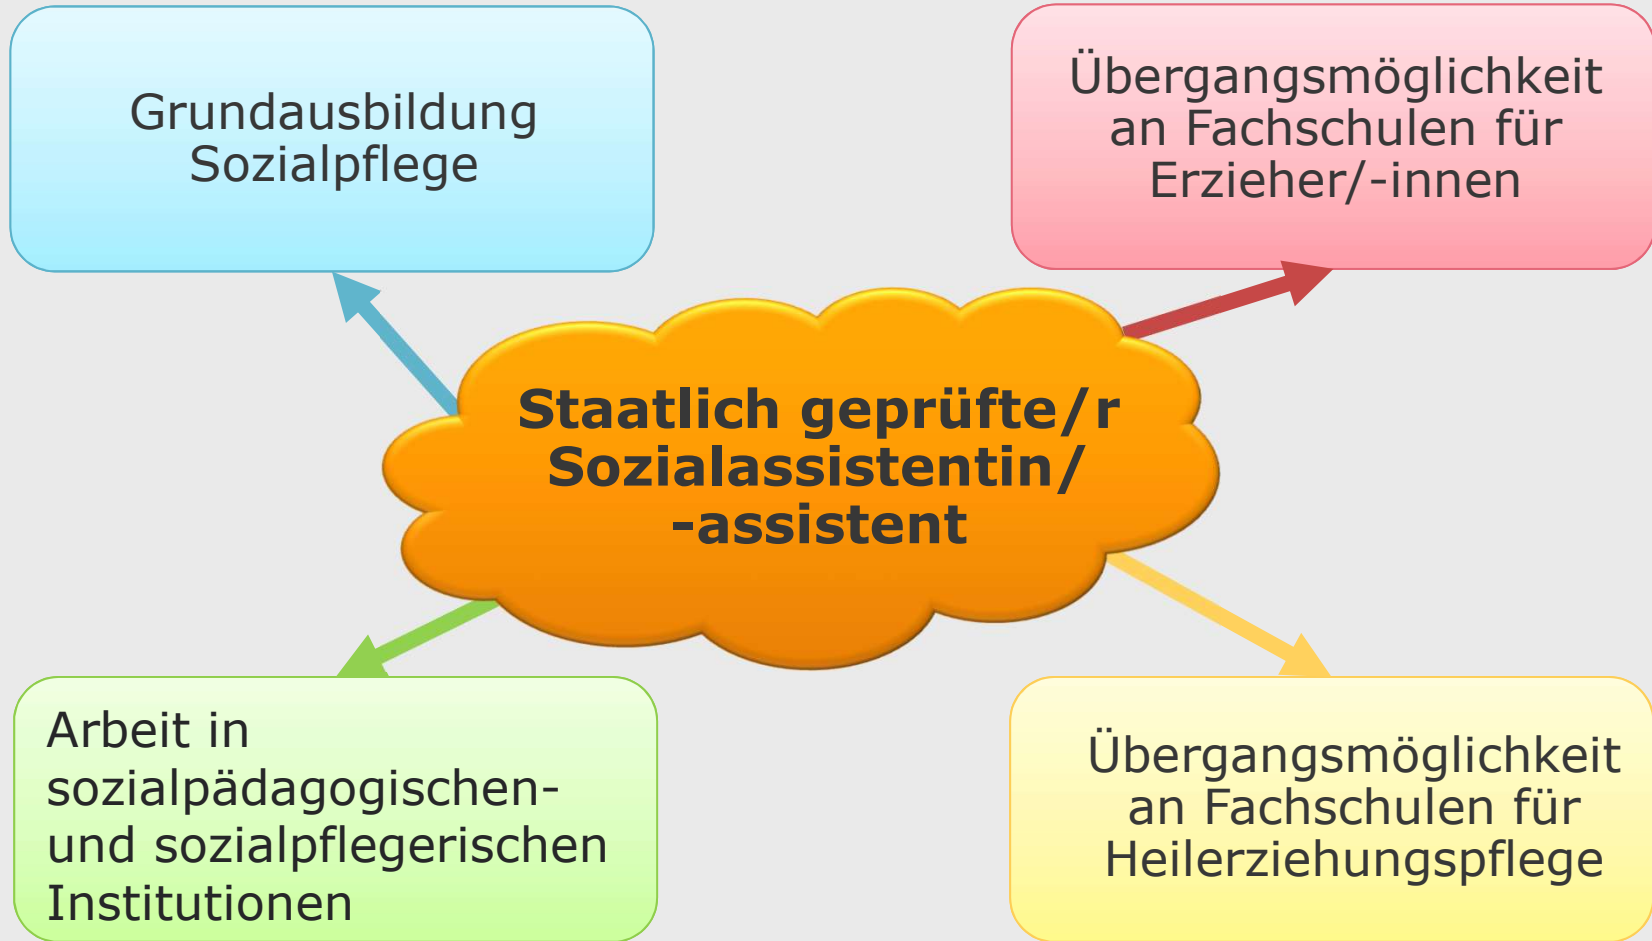 Grundausbildung
Sozialpflege
Übergangsmöglichkeit
an Fachschulen für
Erzieher/-innen
Staatlich geprüfte/r
Sozialassistentin/
-assistent
Arbeit in
sozialpädagogischen-
und sozialpflegerischen
Institutionen
Übergangsmöglichkeit
an Fachschulen für
Heilerziehungspflege